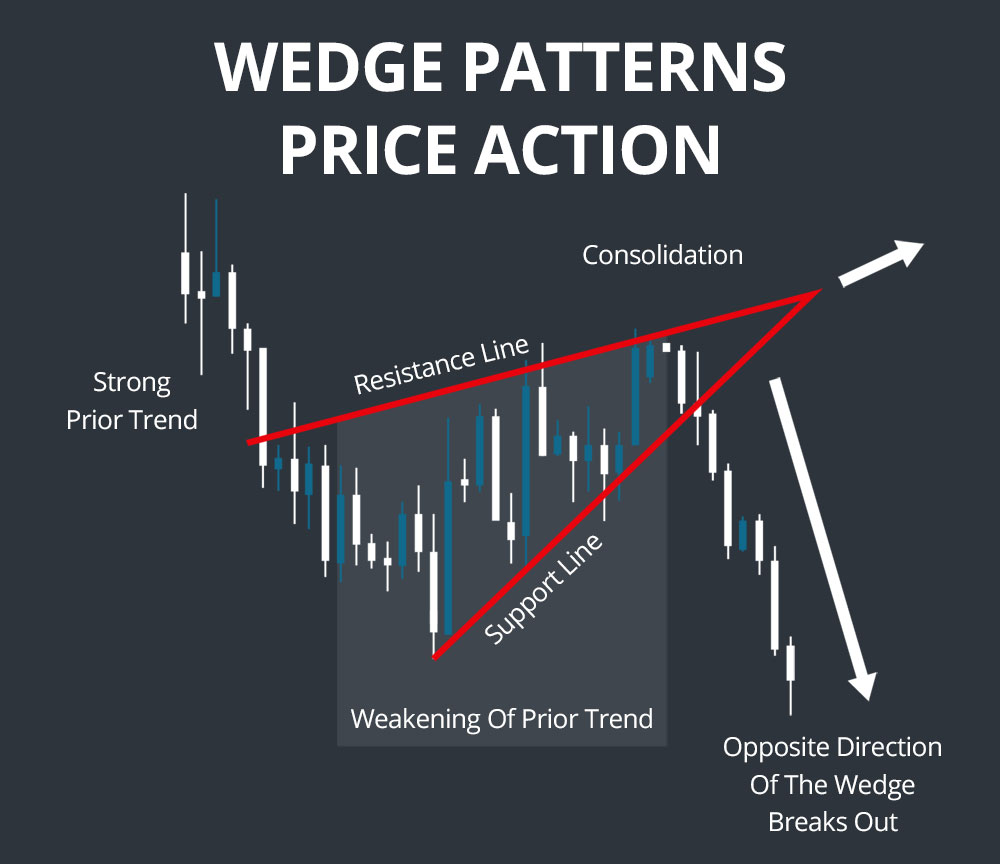 WEDGE PATTERNS
PRICE ACTION
Consolidation
Resistance Line
Strong
Prior Trend
Support Line
Weakening Of Prior Trend
Opposite Direction
Of The Wedge
Breaks Out